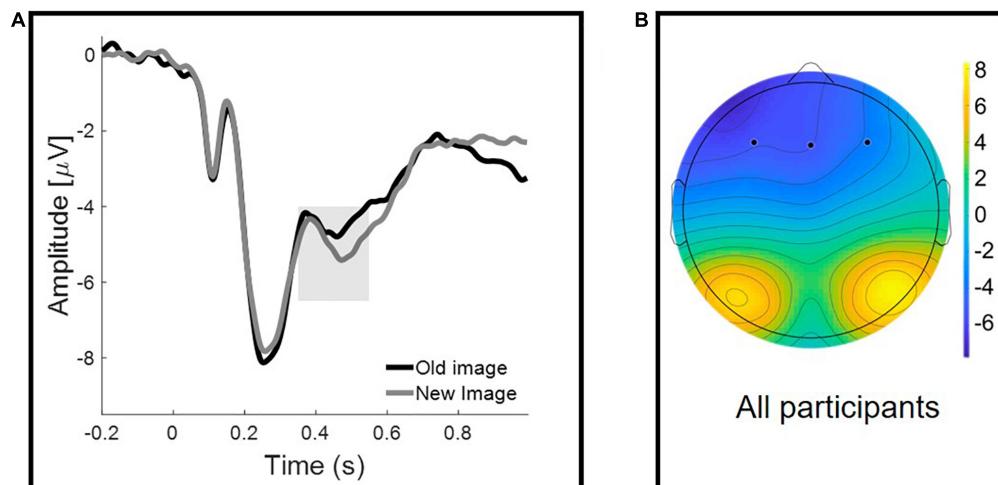 A
Amplitude [μV]
0
-2
-4
-6
-8
Old image
New Image
-0.2 0 0.2 0.4 0.6 0.8
Time (s)
B
8
6
4
2
0
-2
-4
-6
All participants